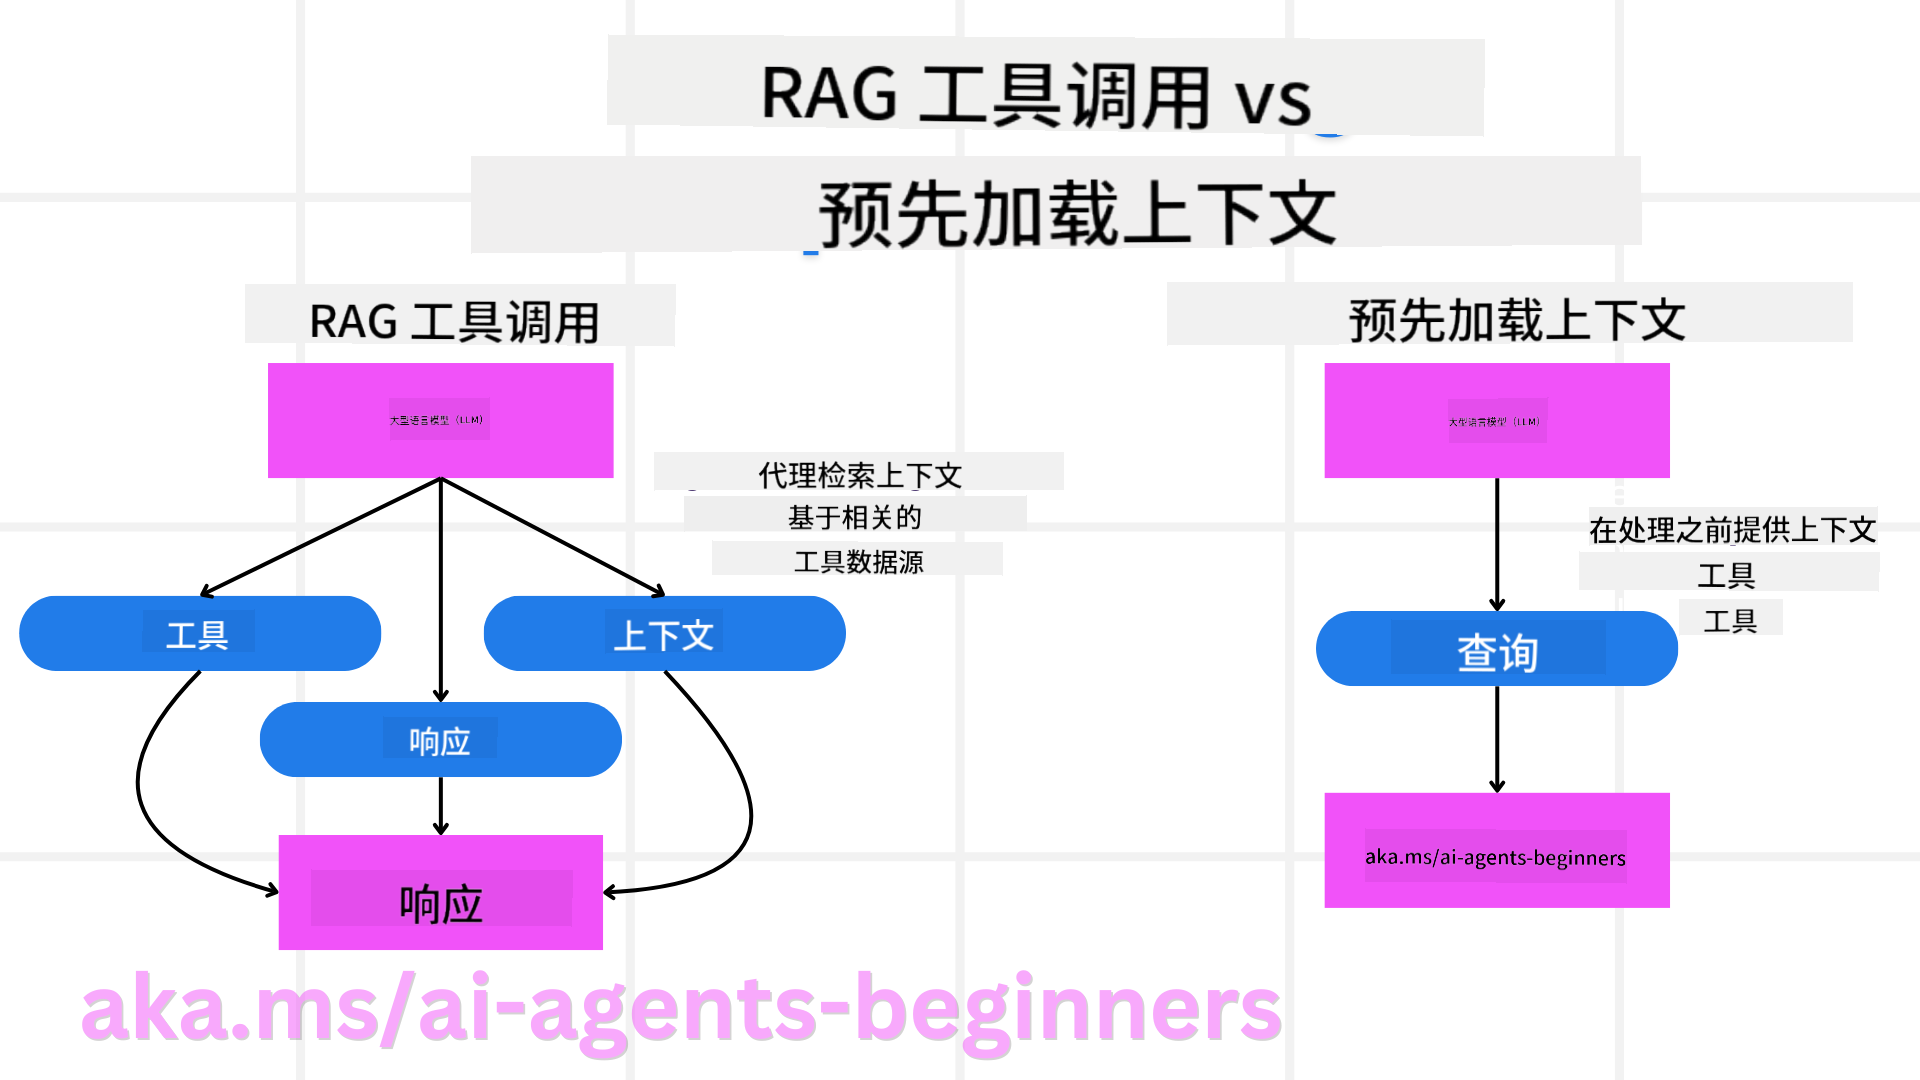 RAG 工具调用 vs
预先加载上下文
RAG 工具调用
大型语言模型（LLM）
代理检索上下文
基于相关的
工具数据源
工具
上下文
响应
响应
预先加载上下文
大型语言模型（LLM）
在处理之前提供上下文
工具
工具
查询
aka.ms/ai-agents-beginners
aka.ms/ai-agents-beginners